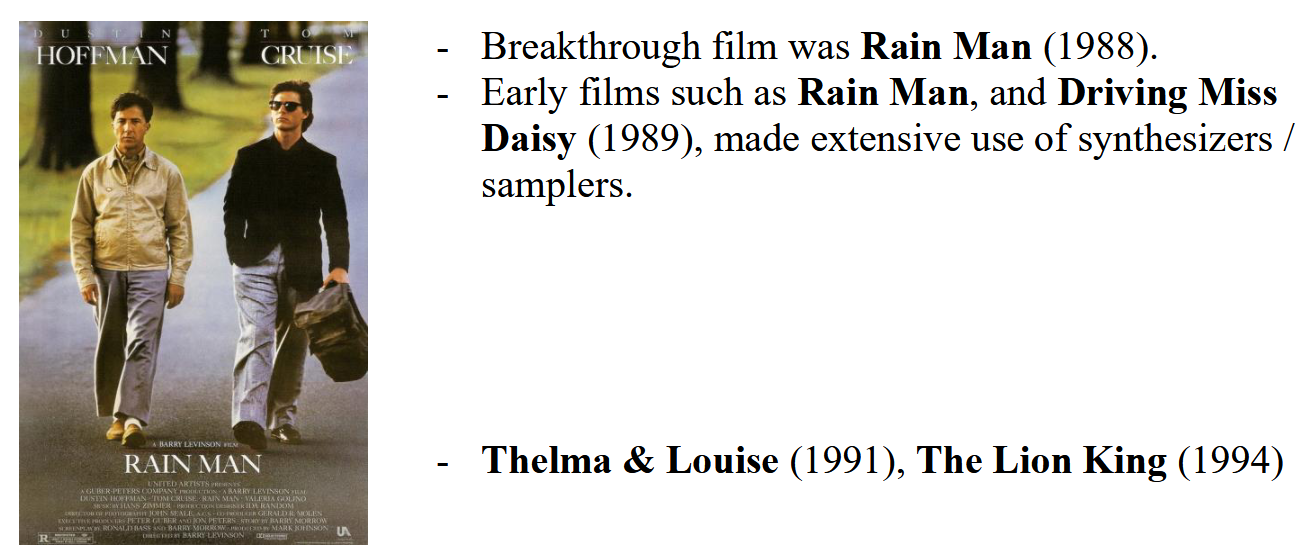 DUSTIN TOM
HOFFMAN CRUISE
A BARRY LEVINSON FILM
RAIN MAN
UNITED ARTISTS PRESENTS
A GUBER-PETERS COMPANY PRODUCTION · A BARRY LEVINSON FILM
DUSTIN HOFFMAN · TOM CRUISE · RAIN MAN · VALERIA GOLINO
MUSIC BY HANS ZIMMER · PRODUCTION DESIGNER IDA RANDOM
DIRECTOR OF PHOTOGRAPHY JOHN SEALE, A.C.S. · CO-PRODUCER GERALD R. MOLEN
EXECUTIVE PRODUCERS PETER GUBER AND JON PETERS · STORY BY BARRY MORROW
SCREENPLAY BY RONALD BASS AND BARRY MORROW · PRODUCED BY MARK JOHNSON
DIRECTED BY BARRY LEVINSON
R
UA
- Breakthrough film was Rain Man (1988).
- Early films such as Rain Man, and Driving Miss
Daisy (1989), made extensive use of synthesizers /
samplers.
- Thelma & Louise (1991), The Lion King (1994)